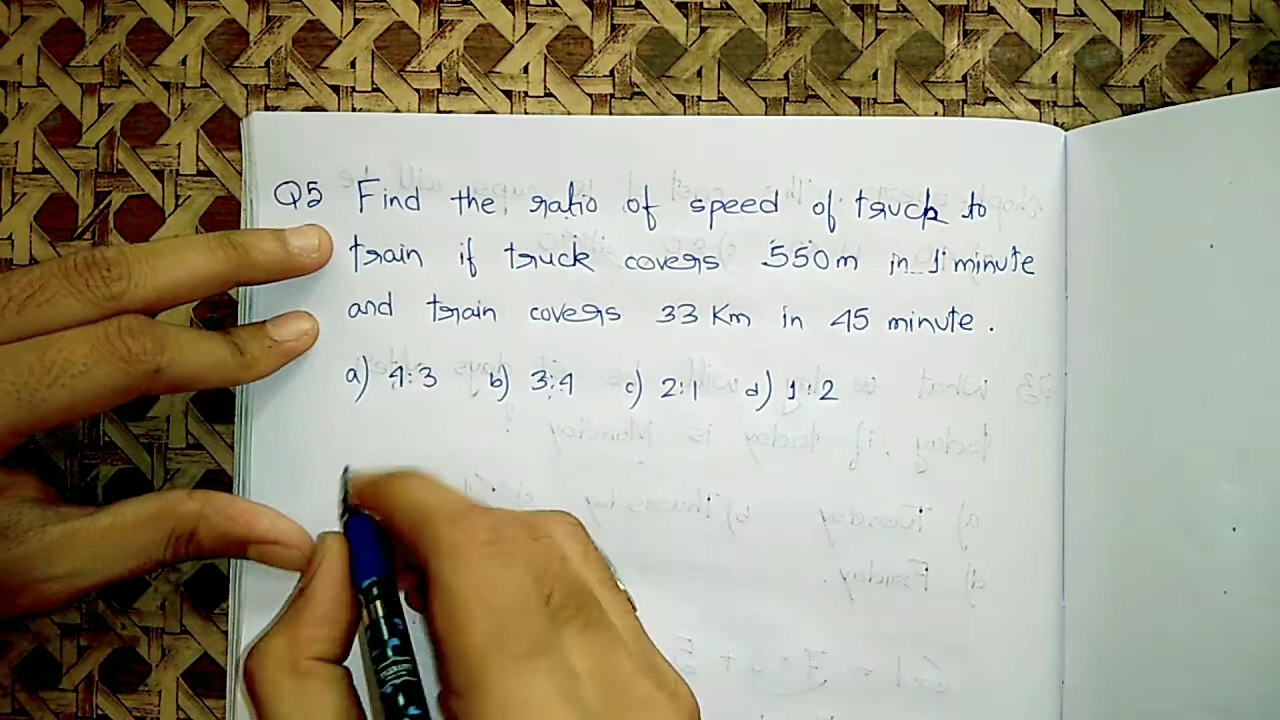 Q5 Find the ratio of speed of truck to
train if truck covers 550m in 1 minute
and train covers 33 Km in 45 minute.
a) 4:3 b) 3:4 c) 2:1 d) 1:2